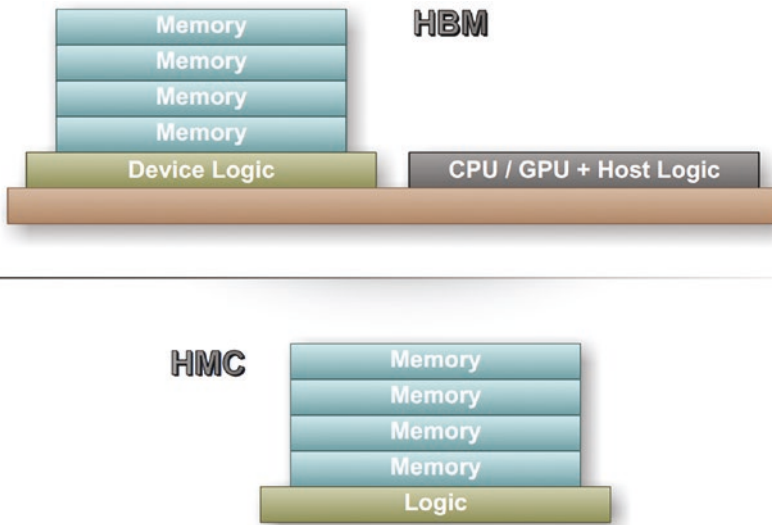 HBM
Memory
Memory
Memory
Memory
Device Logic
CPU / GPU + Host Logic
HMC
Memory
Memory
Memory
Memory
Logic